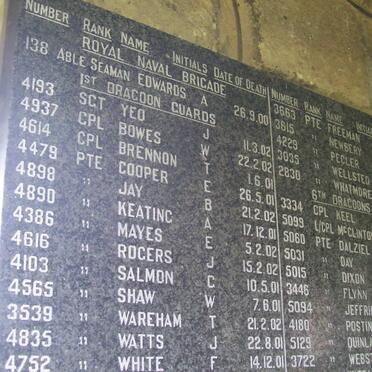 NUMBER RANK NAME INITIALS DATE OF DEATH
ROYAL NAVAL BRIGADE
138 ABLE SEAMAN EDWARDS A 26.9.00
1ST DRAGOON GUARDS
4193 SGT YEO J 11.3.02
4937 CPL BOWES W 22.2.02
4614 CPL BRENNON T 1.6.01
4479 PTE COOPER E 26.5.01
4898 " JAY B 21.2.02
4890 " KEATING A 17.12.01
4386 " MAYES E 5.2.02
4616 " ROGERS J 15.2.02
4103 " SALMON C 10.5.01
4565 " SHAW W 7.6.01
3539 " WAREHAM T 21.2.02
4835 " WATTS J 22.8.01
4752 " WHITE F 14.12.01
NUMBER RANK NAME
3663 PTE FREEMAN
3815 " NEWBERY
4229 " PEGLER
3035 " WELLSTED
2830 " WHATMORE
6TH DRAGOONS
3334 CPL KEEL
5099 L/CPL McCLINTO
5060 PTE DALZIEL
5031 " DAY
5015 " DIXON
3446 " FLYNN
5094 " JEFFRI
4180 " POSTIN
5129 " QUINLA
3722 " WEBST